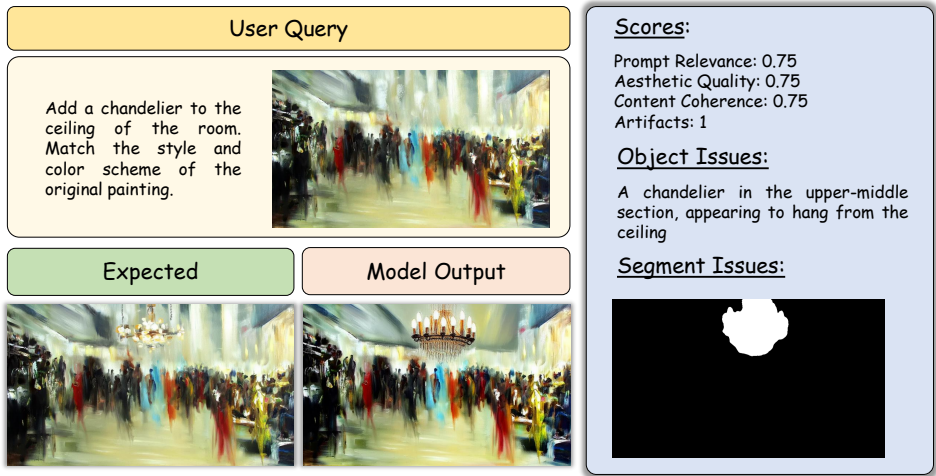 User Query
Add a chandelier to the
ceiling of the room.
Match the style and
color scheme of the
original painting.
Expected
Model Output
Scores:
Prompt Relevance: 0.75
Aesthetic Quality: 0.75
Content Coherence: 0.75
Artifacts: 1
Object Issues:
A chandelier in the upper-middle
section, appearing to hang from the
ceiling
Segment Issues: